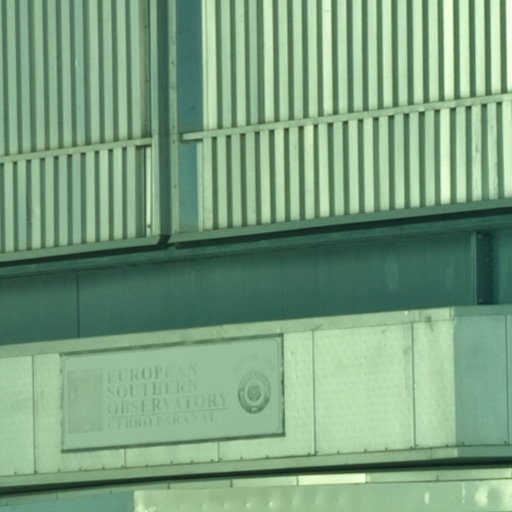 EUROPEAN
SOUTHERN
OBSERVATORY
CERRO PARANAL